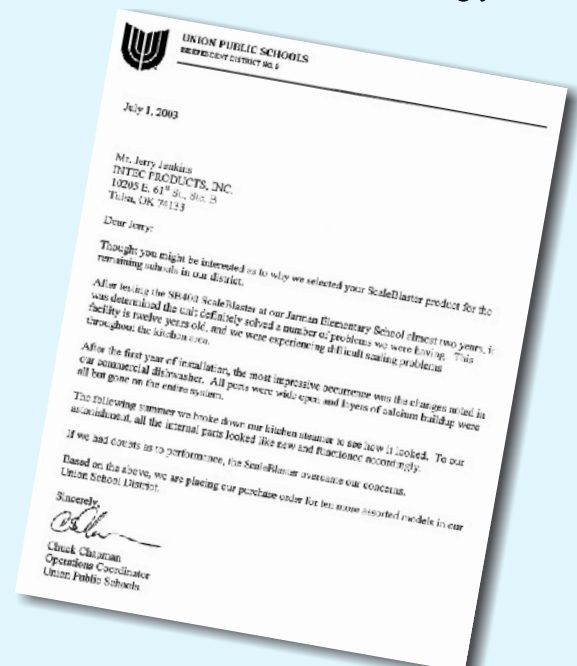 UNION PUBLIC SCHOOLS
INDEPENDENT DISTRICT NO. 9
July 1, 2003
Mr. Jerry Jenkins
INTEC PRODUCTS, INC.
10205 E. 61st St., Ste. B
Tulsa, OK 74133
Dear Jerry:
Thought you might be interested as to why we selected your ScaleBlaster product for the
remaining schools in our district.
After testing the SB400 ScaleBlaster at our Jarman Elementary School almost two years, it
was determined the unit definitely solved a number of problems we were having. This
facility is twelve years old, and we were experiencing difficult scaling problems
throughout the kitchen area.
After the first year of installation, the most impressive occurrence was the changes noted in
our commercial dishwasher. All ports were wide open and layers of calcium buildup were
all but gone on the entire system.
The following summer we broke down our kitchen steamer to see how it looked. To our
astonishment, all the internal parts looked like new and functioned accordingly.
If we had doubts as to performance, the ScaleBlaster overcame our concerns.
Based on the above, we are placing our purchase order for ten more assorted models in our
Union School District.
Sincerely,
Chuck Chapman
Operations Coordinator
Union Public Schools